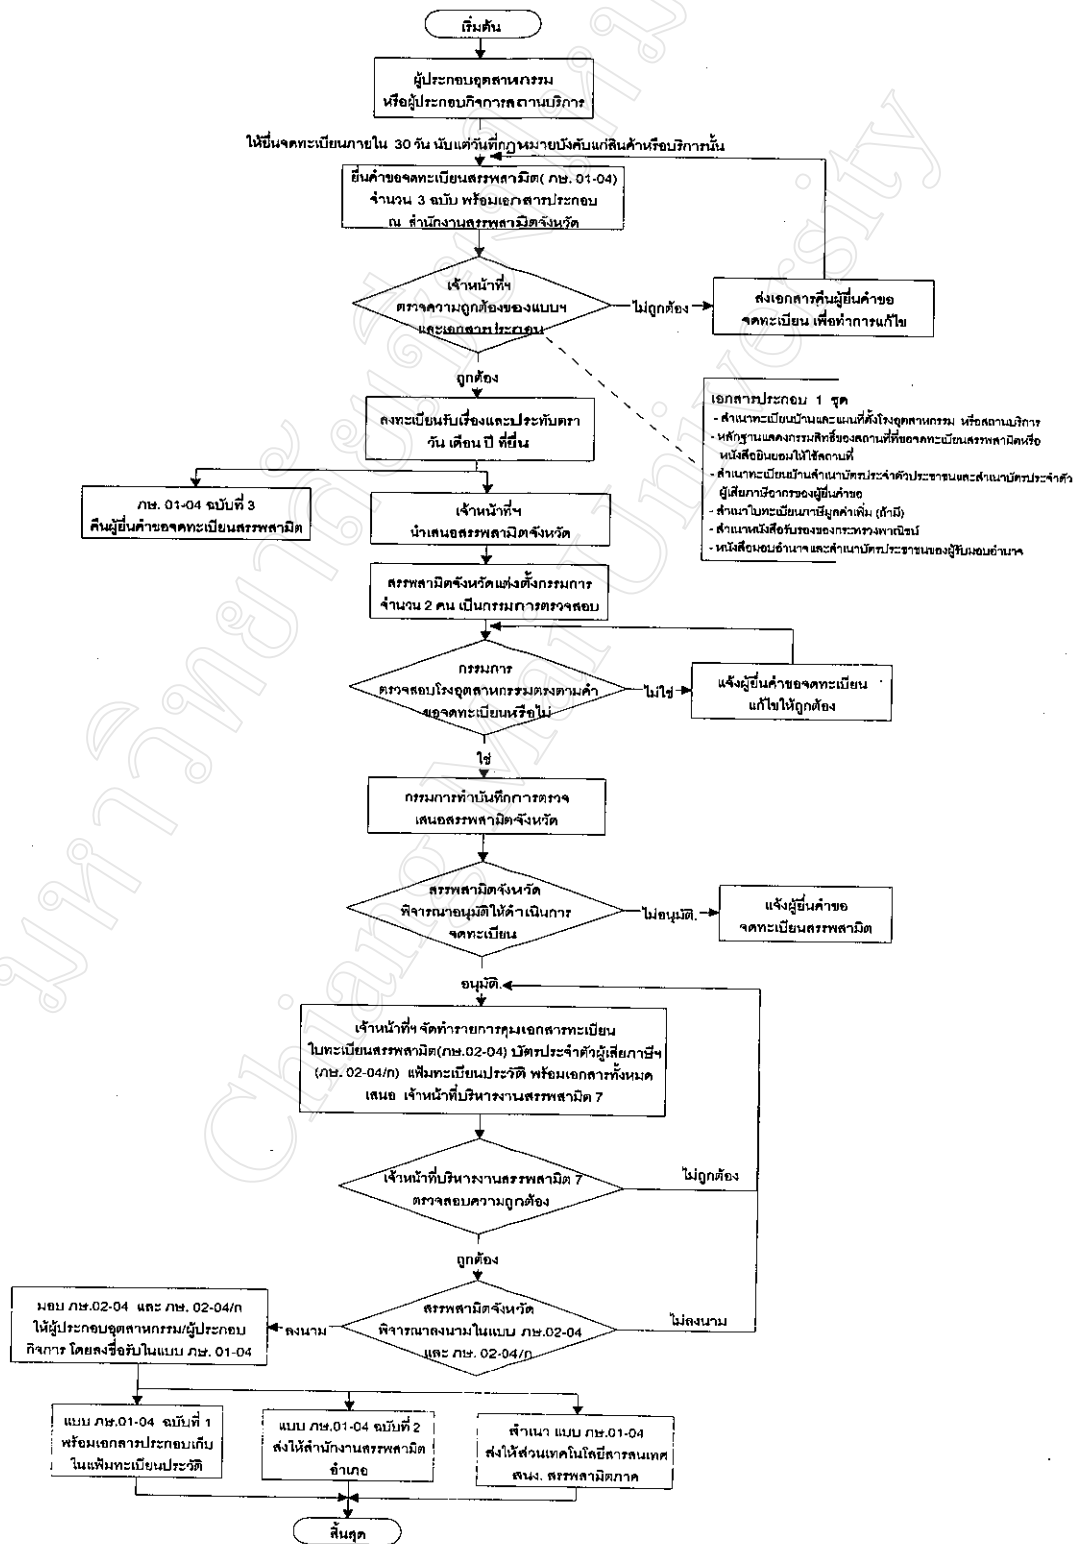 เริ่มต้น
ผู้ประกอบอุตสาหกรรม
หรือผู้ประกอบกิจการสถานบริการ
ให้ยื่นจดทะเบียนภายใน 30 วัน นับแต่วันที่กฎหมายบังคับแก่สินค้าหรือบริการนั้น
ยื่นคำขอจดทะเบียนสรรพสามิต( ภษ. 01-04)
จำนวน 3 ฉบับ พร้อมเอกสารประกอบ
ณ สำนักงานสรรพสามิตจังหวัด
เจ้าหน้าที่ฯ
ตรวจความถูกต้องของแบบฯ
และเอกสารประกอบ
ไม่ถูกต้อง
ส่งเอกสารคืนผู้ยื่นคำขอ
จดทะเบียน เพื่อทำการแก้ไข
ถูกต้อง
ลงทะเบียนรับเรื่องและประทับตรา
วัน เดือน ปี ที่ยื่น
เอกสารประกอบ 1 ชุด
- สำเนาทะเบียนบ้านและแผนที่ตั้งโรงอุตสาหกรรม หรือสถานบริการ
- หลักฐานแสดงกรรมสิทธิ์ของสถานที่ที่ขอจดทะเบียนสรรพสามิตหรือ
หนังสือยินยอมให้ใช้สถานที่
- สำเนาทะเบียนบ้านสำเนาบัตรประจำตัวประชาชนและสำเนาบัตรประจำตัว
ผู้เสียภาษีอากรของผู้ยื่นคำขอ
- สำเนาใบทะเบียนภาษีมูลค่าเพิ่ม (ถ้ามี)
- สำเนาหนังสือรับรองของกระทรวงพาณิชย์
- หนังสือมอบอำนาจและสำเนาบัตรประชาชนของผู้รับมอบอำนาจ
ภษ. 01-04 ฉบับที่ 3
คืนผู้ยื่นคำขอจดทะเบียนสรรพสามิต
เจ้าหน้าที่ฯ
นำเสนอสรรพสามิตจังหวัด
สรรพสามิตจังหวัดแต่งตั้งกรรมการ
จำนวน 2 คน เป็นกรรมการตรวจสอบ
กรรมการ
ตรวจสอบโรงอุตสาหกรรมตรงตามคำ
ขอจดทะเบียนหรือไม่
ไม่ใช่
แจ้งผู้ยื่นคำขอจดทะเบียน
แก้ไขให้ถูกต้อง
ใช่
กรรมการทำบันทึกการตรวจ
เสนอสรรพสามิตจังหวัด
สรรพสามิตจังหวัด
พิจารณาอนุมัติให้ดำเนินการ
จดทะเบียน
ไม่อนุมัติ.
แจ้งผู้ยื่นคำขอ
จดทะเบียนสรรพสามิต
อนุมัติ.
เจ้าหน้าที่ฯ จัดทำรายการคุมเอกสารทะเบียน
ใบทะเบียนสรรพสามิต(ภษ.02-04) บัตรประจำตัวผู้เสียภาษีฯ
(ภษ. 02-04/ก) แฟ้มทะเบียนประวัติ พร้อมเอกสารทั้งหมด
เสนอ เจ้าหน้าที่บริหารงานสรรพสามิต 7
เจ้าหน้าที่บริหารงานสรรพสามิต 7
ตรวจสอบความถูกต้อง
ไม่ถูกต้อง
ถูกต้อง
สรรพสามิตจังหวัด
พิจารณาลงนามในแบบ ภษ.02-04
และ ภษ. 02-04/ก
ไม่ลงนาม
ลงนาม
มอบ ภษ.02-04 และ ภษ. 02-04/ก
ให้ผู้ประกอบอุตสาหกรรม/ผู้ประกอบ
กิจการ โดยลงชื่อรับในแบบ ภษ. 01-04
แบบ ภษ.01-04 ฉบับที่ 1
พร้อมเอกสารประกอบเก็บ
ในแฟ้มทะเบียนประวัติ
แบบ ภษ.01-04 ฉบับที่ 2
ส่งให้สำนักงานสรรพสามิต
อำเภอ
สำเนา แบบ ภษ.01-04
ส่งให้ส่วนเทคโนโลยีสารสนเทศ
สนง. สรรพสามิตภาค
สิ้นสุด
มหาวิทยาลัยเชียงใหม่
Chiang Mai University